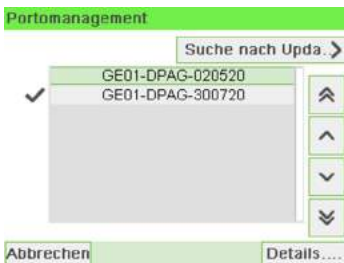 Portomanagement
Suche nach Upda..
GE01-DPAG-020520
GE01-DPAG-300720
Abbrechen
Details....